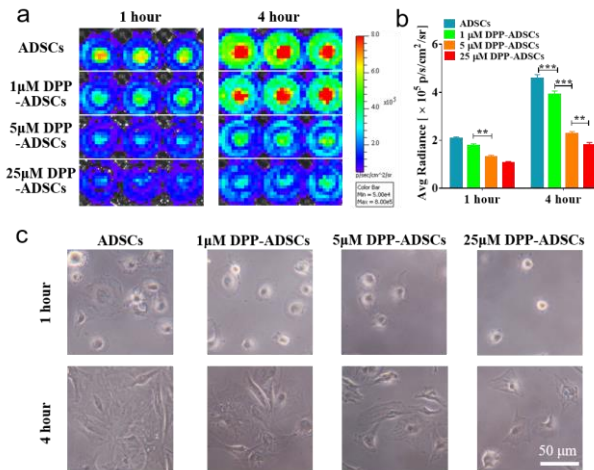 a
1 hour
4 hour
ADSCs
1μM DPP
-ADSCs
5μM DPP
-ADSCs
25μM DPP
-ADSCs
8.0
6.0
4.0
2.0
x10⁵
p/sec/cm^2/sr
Color Bar
Min = 5.00e4
Max = 8.00e5
b
ADSCs
1 μM DPP-ADSCs
5 μM DPP-ADSCs
25 μM DPP-ADSCs
Avg Radiance [ × 10⁵ p/s/cm²/sr]
6
4
2
0
**
***
***
**
1 hour
4 hour
c
ADSCs
1μM DPP-ADSCs
5μM DPP-ADSCs
25μM DPP-ADSCs
1 hour
4 hour
50 μm